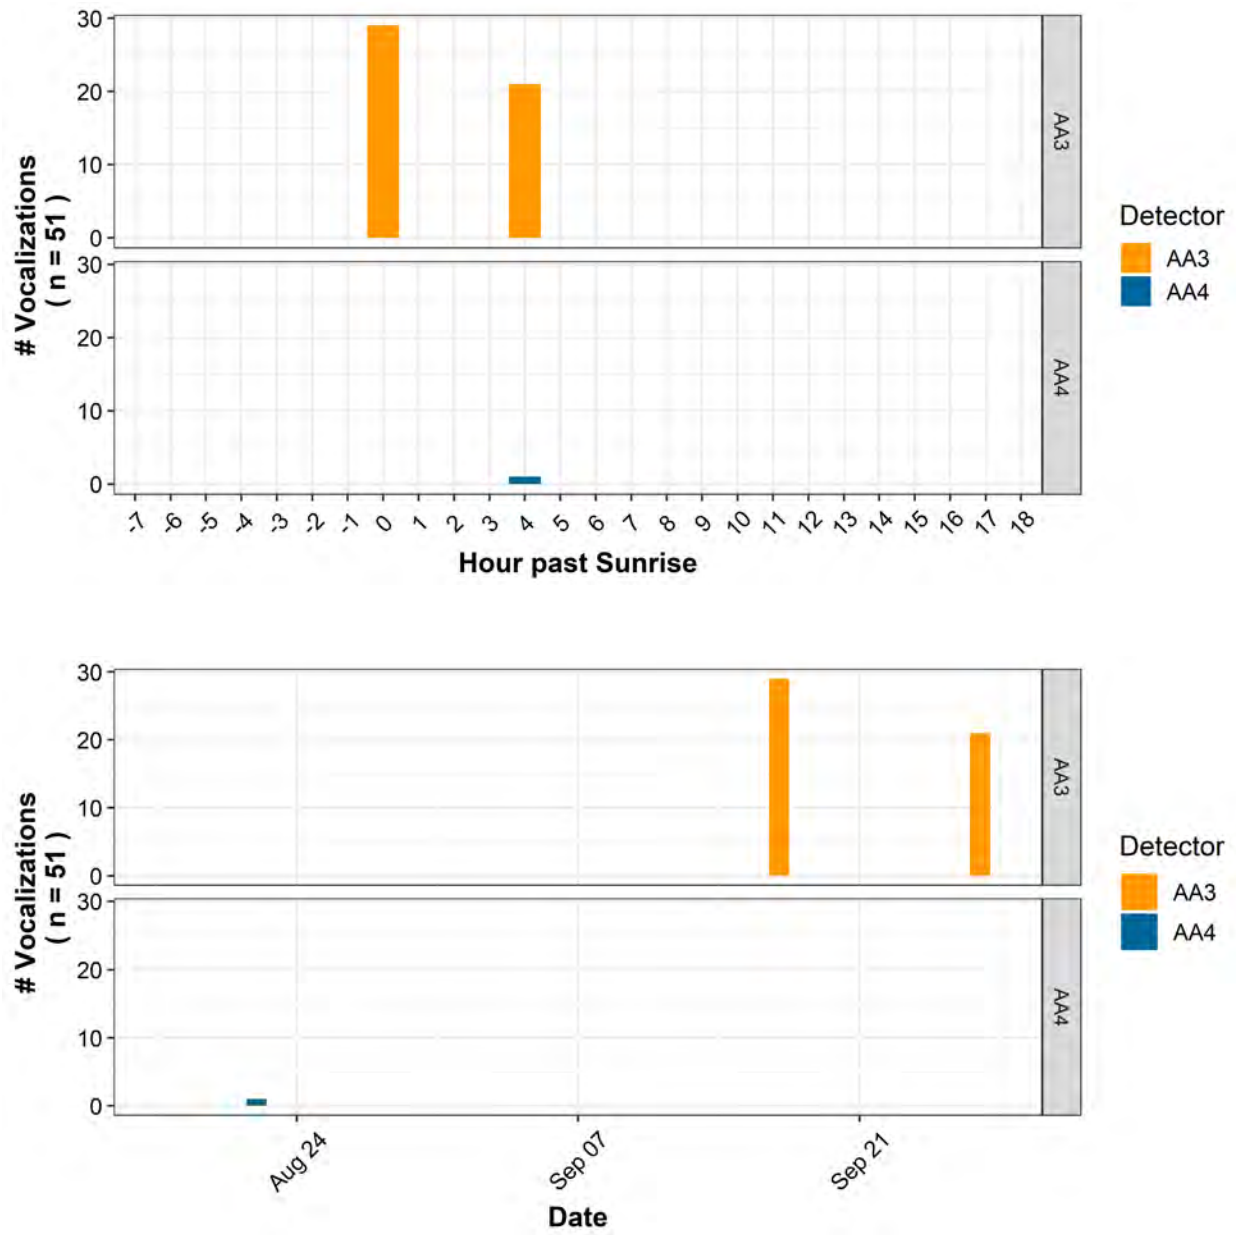 30
20
10
0
AA3
30
20
10
0
AA4
# Vocalizations
( n = 51 )
-7 -6 -5 -4 -3 -2 -1 0 1 2 3 4 5 6 7 8 9 10 11 12 13 14 15 16 17 18
Hour past Sunrise
Detector
AA3
AA4
30
20
10
0
AA3
30
20
10
0
AA4
# Vocalizations
( n = 51 )
Aug 24 Sep 07 Sep 21
Date
Detector
AA3
AA4